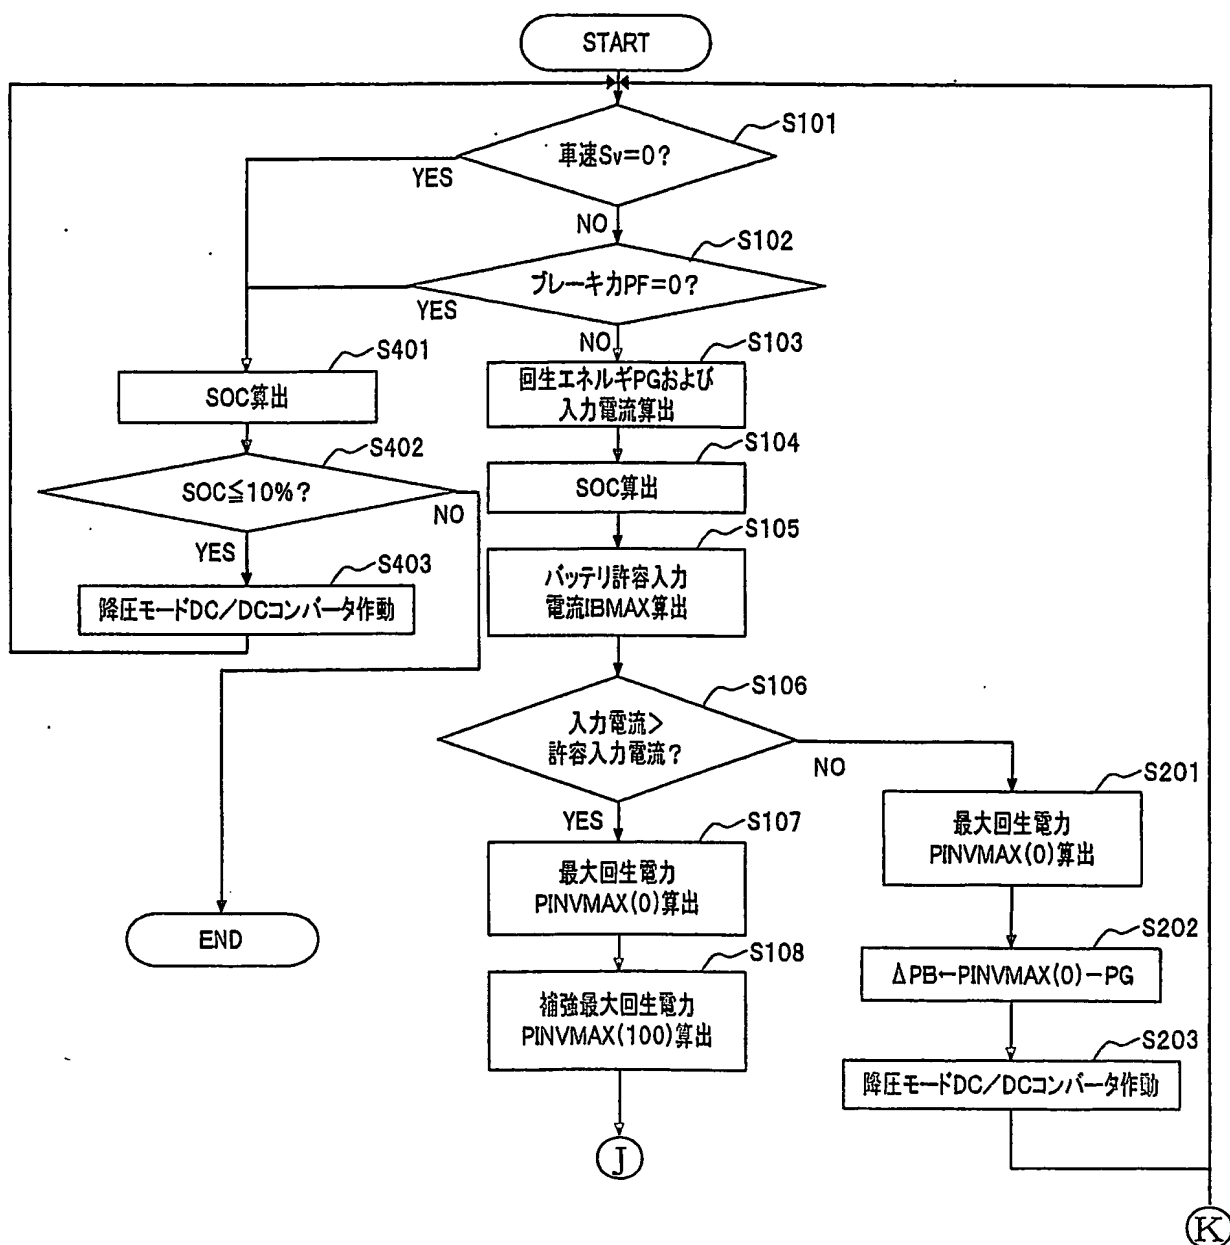 START
S101
車速Sv=0?
YES
NO
S102
ブレーキ力PF=0?
YES
NO
S103
回生エネルギPGおよび
入力電流算出
S401
SOC算出
S104
SOC算出
S402
SOC≦10%?
NO
YES
S105
バッテリ許容入力
電流IBMAX算出
S403
降圧モードDC/DCコンバータ作動
S106
入力電流>
許容入力電流?
NO
YES
S201
最大回生電力
PINVMAX(0)算出
S107
最大回生電力
PINVMAX(0)算出
END
S202
ΔPB←PINVMAX(0)-PG
S108
補強最大回生電力
PINVMAX(100)算出
S203
降圧モードDC/DCコンバータ作動
J
K